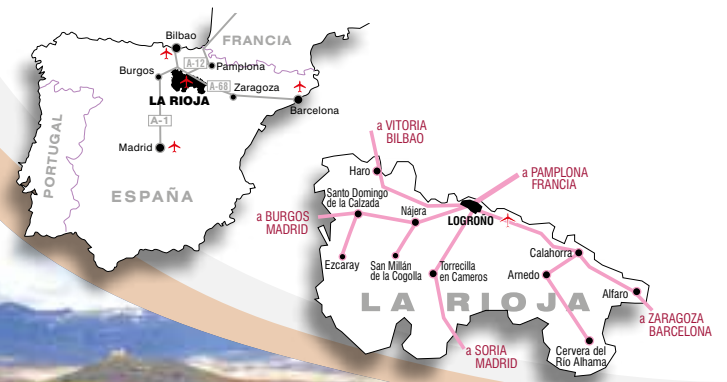 Bilbao
FRANCIA
A-12
Pamplona
Burgos
A-68
LA RIOJA
Zaragoza
Barcelona
A-1
Madrid
PORTUGAL
ESPAÑA
a VITORIA
BILBAO
Haro
a PAMPLONA
FRANCIA
Santo Domingo
de la Calzada
a BURGOS
MADRID
Nájera
LOGROÑO
Ezcaray
San Millán
de la Cogolla
Torrecilla
en Cameros
Calahorra
Arnedo
Alfaro
LA RIOJA
a ZARAGOZA
BARCELONA
a SORIA
MADRID
Cervera del
Río Alhama